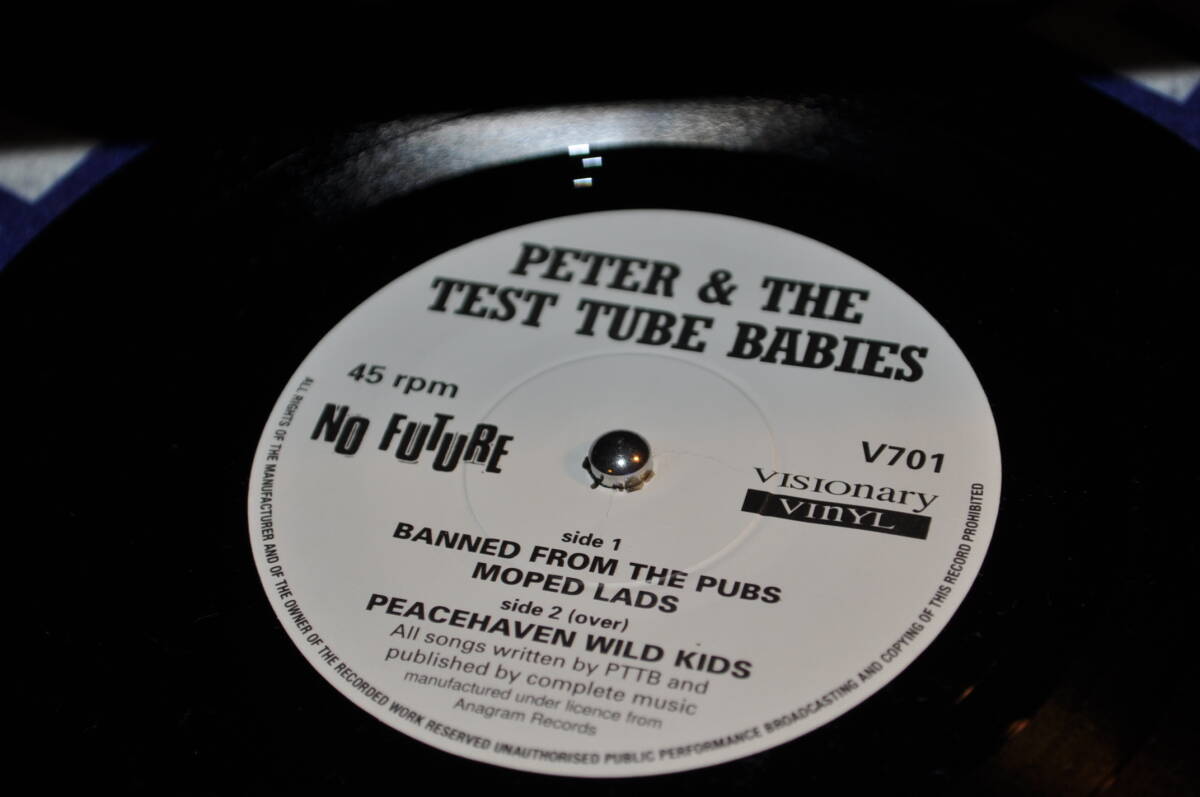 PETER & THE
TEST TUBE BABIES
45 rpm
NO FUTURE
V701
VISIONARY
VINYL
side 1
BANNED FROM THE PUBS
MOPED LADS
side 2 (over)
PEACEHAVEN WILD KIDS
All songs written by PTTB and
published by complete music
manufactured under licence from
Anagram Records
ALL RIGHTS OF THE MANUFACTURER AND OF THE OWNER OF THE RECORDED WORK RESERVED UNAUTHORISED PUBLIC PERFORMANCE BROADCASTING AND COPYING OF THIS RECORD PROHIBITED